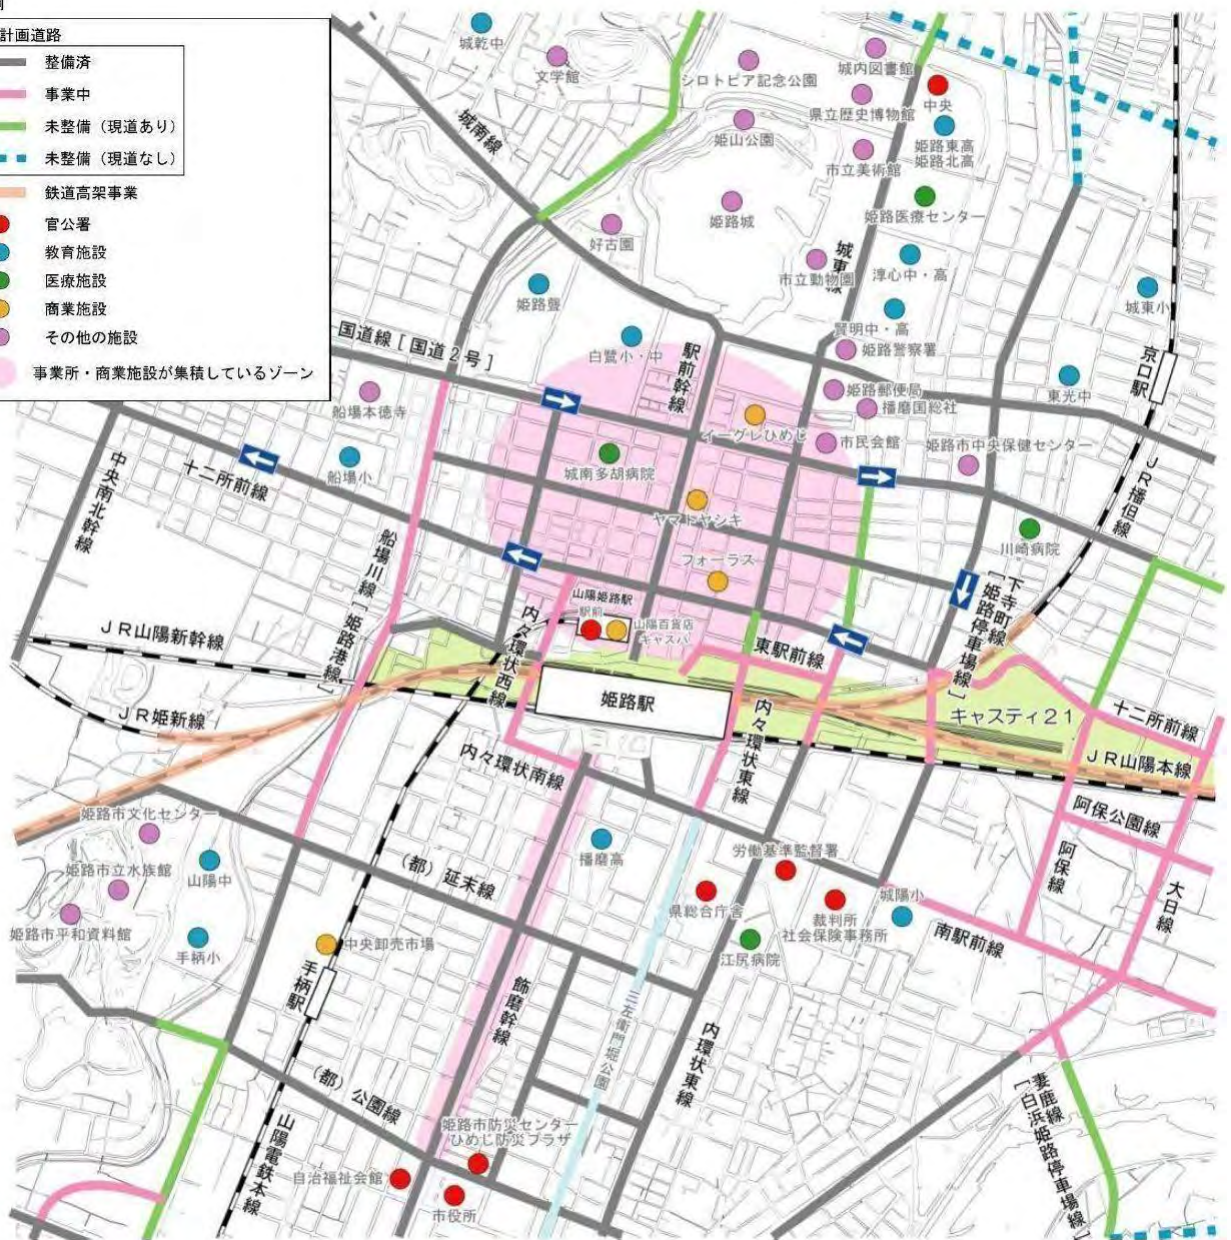 例
計画道路
整備済
事業中
未整備（現道あり）
未整備（現道なし）
鉄道高架事業
官公署
教育施設
医療施設
商業施設
その他の施設
事業所・商業施設が集積しているゾーン
城乾中
文学館
シロトピア記念公園
城内図書館
中央
県立歴史博物館
姫路東高
姫路北高
姫山公園
市立美術館
城南線
姫路城
姫路医療センター
好古園
城東線
市立動物園
淳心中・高
姫路聾
城東小
賢明中・高
白鷺小・中
姫路警察署
国道線［国道２号］
駅前幹線
京口駅
東光中
船場本徳寺
姫路郵便局
播磨国総社
イーグレひめじ
市民会館
姫路市中央保健センター
城南多胡病院
船場小
十二所前線
中央南北幹線
ＪＲ播但線
ヤマトヤシキ
川崎病院
フォーラス
船場川線［姫路港線］
下寺町線
［姫路停車場線］
山陽姫路駅
駅前
山陽百貨店
キャスパ
内々環状西線
ＪＲ山陽新幹線
東駅前線
姫路駅
ＪＲ姫新線
キャスティ２１
十二所前線
内々環状東線
内々環状南線
ＪＲ山陽本線
阿保公園線
姫路市文化センター
労働基準監督署
播磨高
阿保線
姫路市立水族館
山陽中
（都）延末線
県総合庁舎
裁判所
社会保険事務所
城陽小
大日線
姫路市平和資料館
手柄小
中央卸売市場
江尻病院
南駅前線
手柄駅
飾磨幹線
三左衛門堀公園
内環状東線
（都）公園線
妻鹿線
［白浜姫路停車場線］
山陽電鉄本線
姫路市防災センター
ひめじ防災プラザ
自治福祉会館
市役所